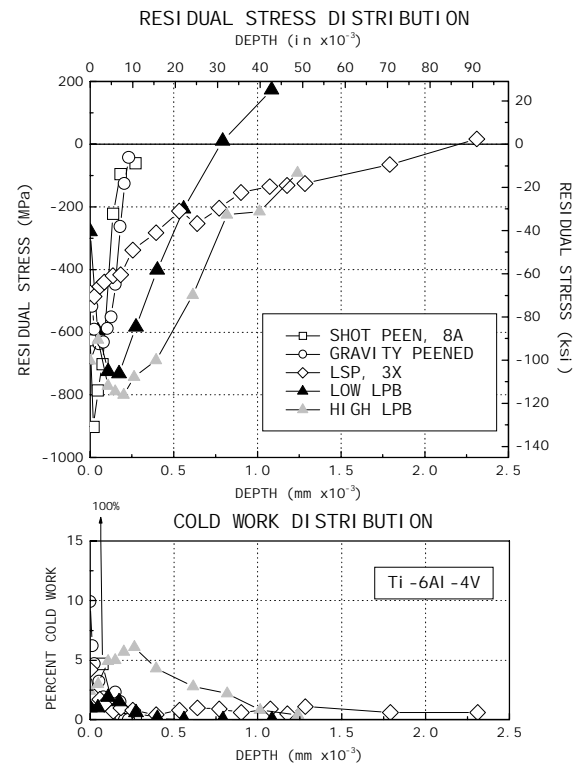 RESIDUAL STRESS DISTRIBUTION
DEPTH (in x10⁻³)
0 10 20 30 40 50 60 70 80 90 100
200
0
-200
-400
-600
-800
-1000
RESIDUAL STRESS (MPa)
20
0
-20
-40
-60
-80
-100
-120
-140
RESIDUAL STRESS (ksi)
SHOT PEEN, 8A
GRAVITY PEENED
LSP, 3X
LOW LPB
HIGH LPB
0.0 0.5 1.0 1.5 2.0 2.5
DEPTH (mm x10⁻³)
100%
COLD WORK DISTRIBUTION
15
10
5
0
PERCENT COLD WORK
Ti-6Al-4V
0.0 0.5 1.0 1.5 2.0 2.5
DEPTH (mm x10⁻³)